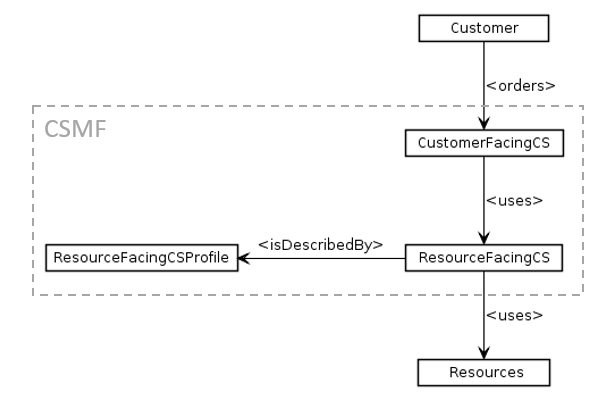 Customer
<orders>
CSMF
CustomerFacingCS
<uses>
<isDescribedBy>
ResourceFacingCSProfile
ResourceFacingCS
<uses>
Resources